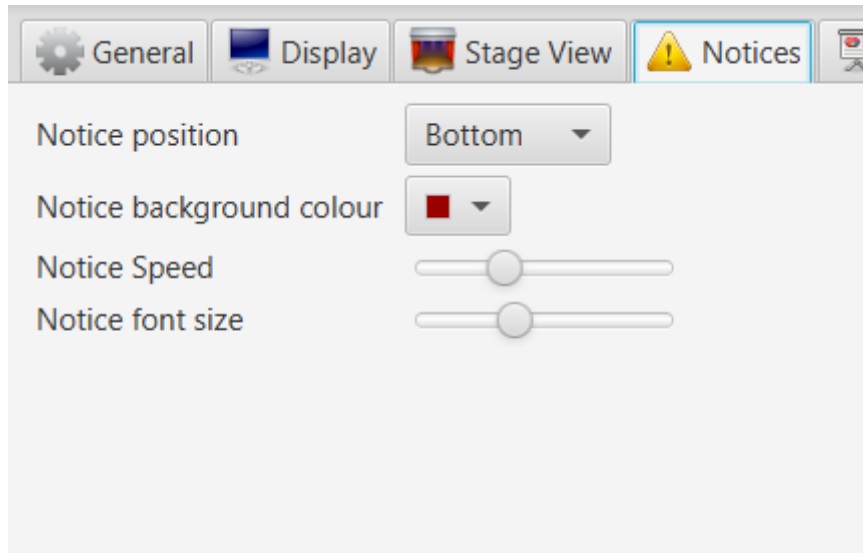 General Display Stage View Notices
Notice position Bottom
Notice background colour
Notice Speed
Notice font size